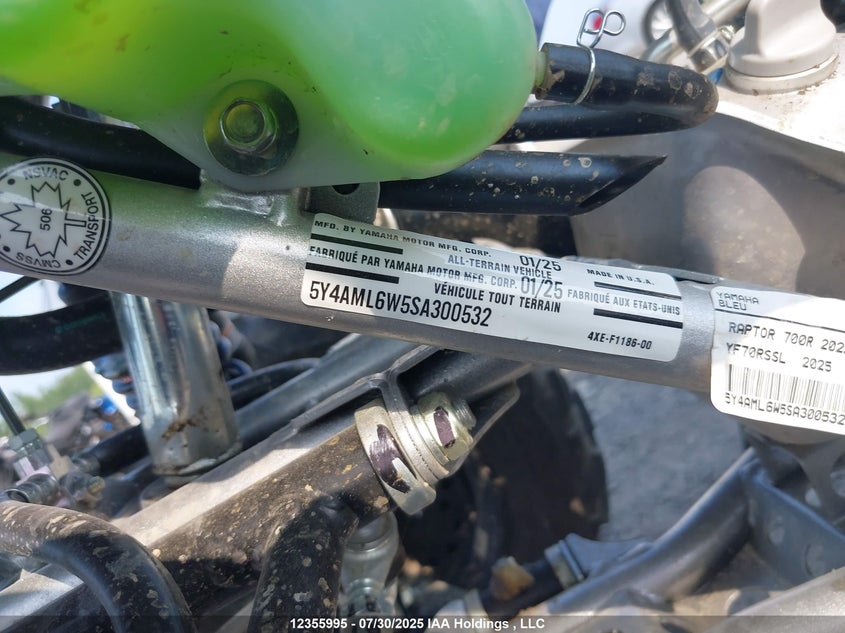 NSVAC
506
TRANSPORT
CMVSS
MFG. BY YAMAHA MOTOR MFG. CORP. 01/25
ALL-TERRAIN VEHICLE MADE IN U.S.A.
FABRIQUÉ PAR YAMAHA MOTOR MFG. CORP. 01/25
VÉHICULE TOUT TERRAIN FABRIQUÉ AUX ETATS-UNIS
5Y4AML6W5SA300532
4XE-F1186-00
YAMAHA
BLEU
RAPTOR 700R
YF70RSSL 2025
5Y4AML6W5SA300532
12355995 - 07/30/2025 IAA Holdings , LLC